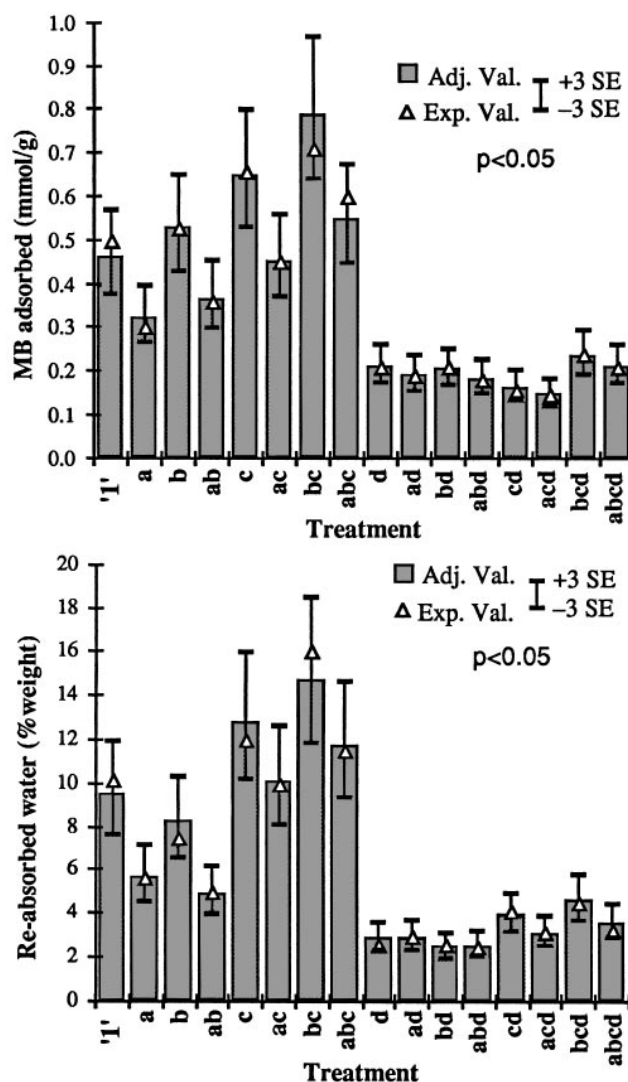 MB adsorbed (mmol/g)
1.0
0.9
0.8
0.7
0.6
0.5
0.4
0.3
0.2
0.1
0.0
Adj. Val.
Exp. Val.
+3 SE
−3 SE
p<0.05
'1'
a
b
ab
c
ac
bc
abc
d
ad
bd
abd
cd
acd
bcd
abcd
Treatment
Re-absorbed water (%weight)
20
18
16
14
12
10
8
6
4
2
0
Adj. Val.
Exp. Val.
+3 SE
−3 SE
p<0.05
'1'
a
b
ab
c
ac
bc
abc
d
ad
bd
abd
cd
acd
bcd
abcd
Treatment